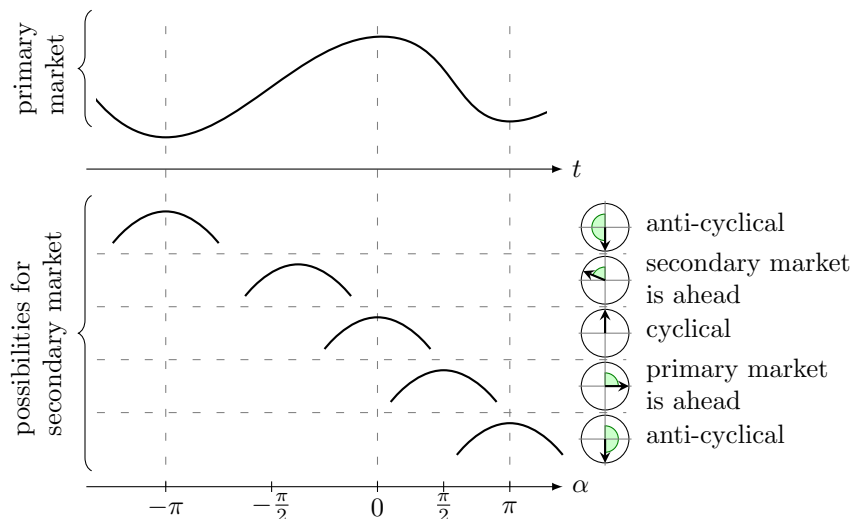 primary
market
t
possibilities for
secondary market
anti-cyclical
secondary market
is ahead
cyclical
primary market
is ahead
anti-cyclical
−π
−π/2
0
π/2
π
α